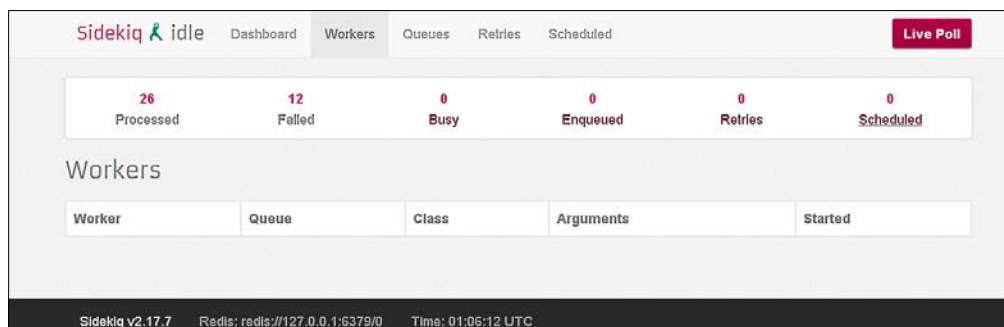 Sidekiq idle Dashboard Workers Queues Retries Scheduled Live Poll
26 12 0 0 0 0
Processed Failed Busy Enqueued Retries Scheduled
Workers
Worker Queue Class Arguments Started
Sidekiq v2.17.7 Redis: redis://127.0.0.1:6379/0 Time: 01:06:12 UTC